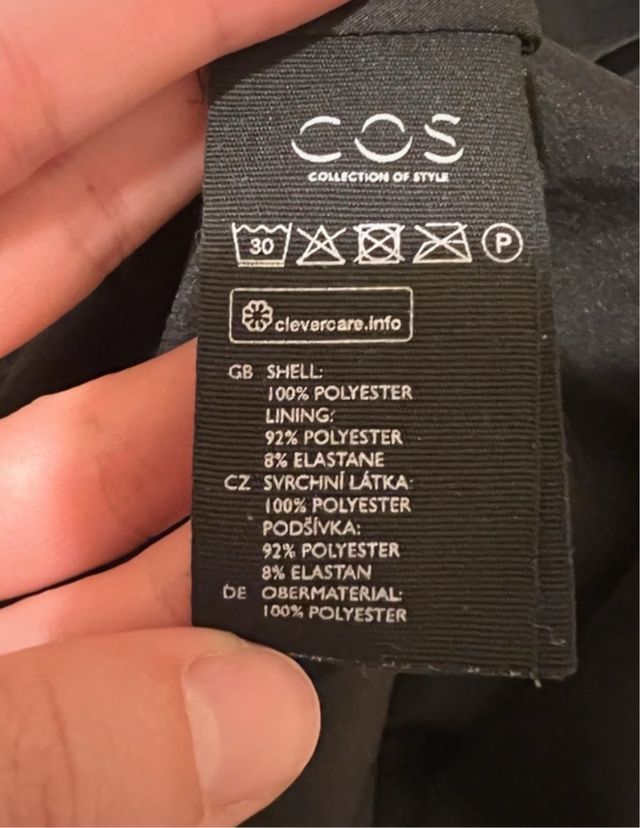 COS
COLLECTION OF STYLE
30 P
clevercare.info
GB SHELL:
100% POLYESTER
LINING:
92% POLYESTER
8% ELASTANE
CZ SVRCHNÍ LÁTKA:
100% POLYESTER
PODŠÍVKA:
92% POLYESTER
8% ELASTAN
DE OBERMATERIAL:
100% POLYESTER